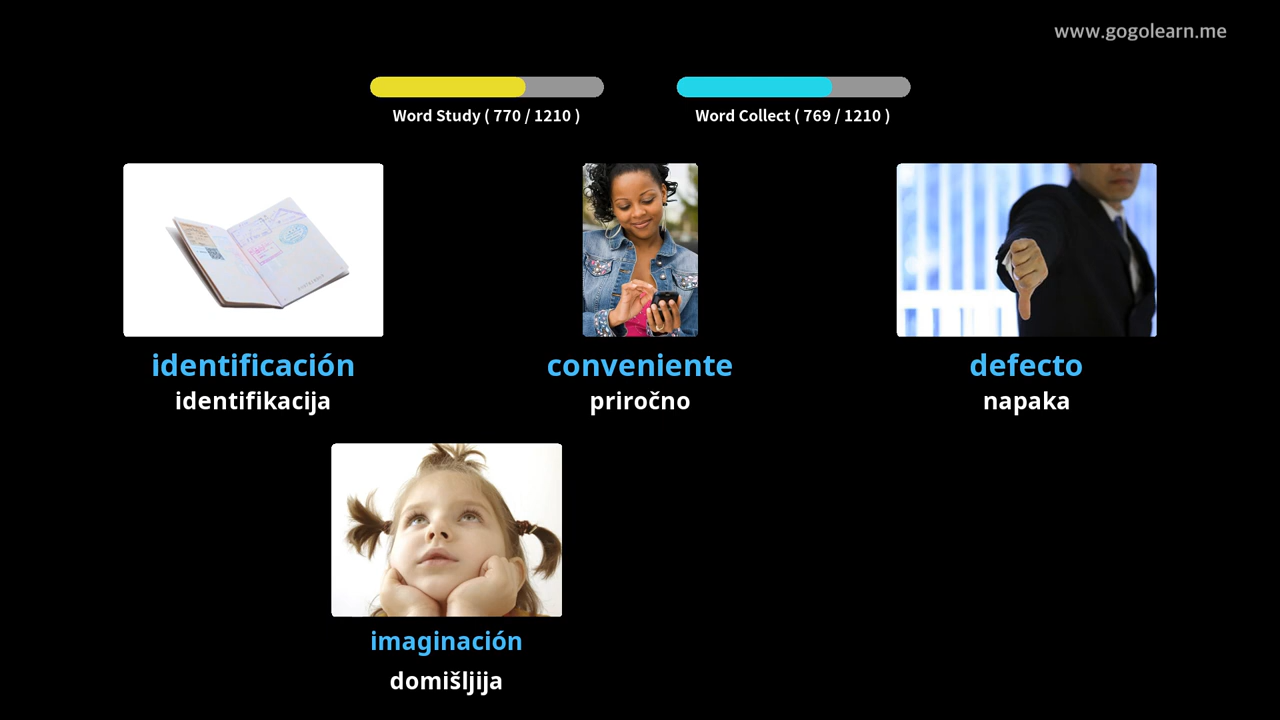 www.gogolearn.me
Word Study ( 770 / 1210 )
Word Collect ( 769 / 1210 )
identificación
identifikacija
conveniente
priročno
defecto
napaka
imaginación
domišljija